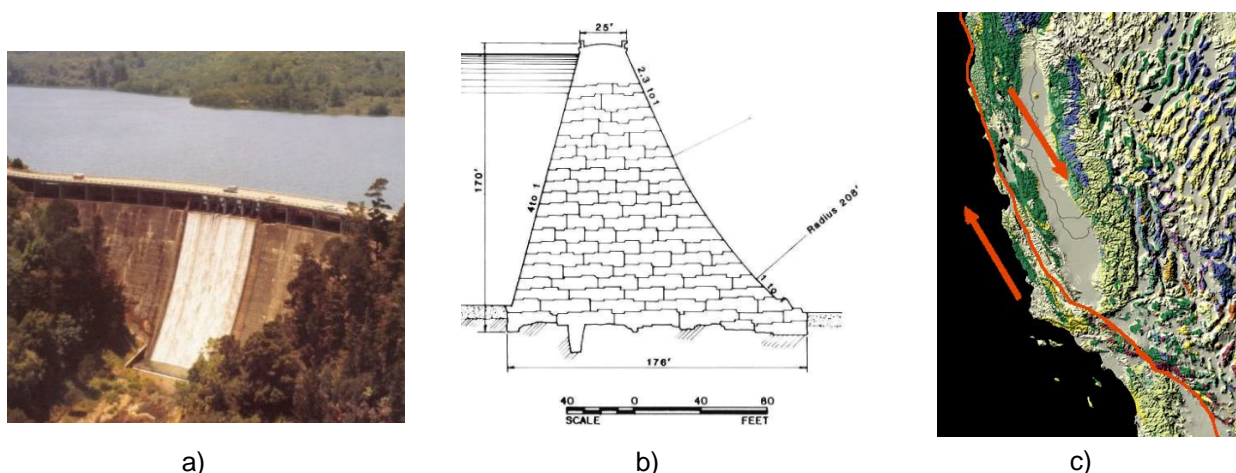 25'
2.3 to 1
170'
4 to 1
Radius 208'
1 to 1
176'
40 0 40 80
SCALE FEET
a) b) c)